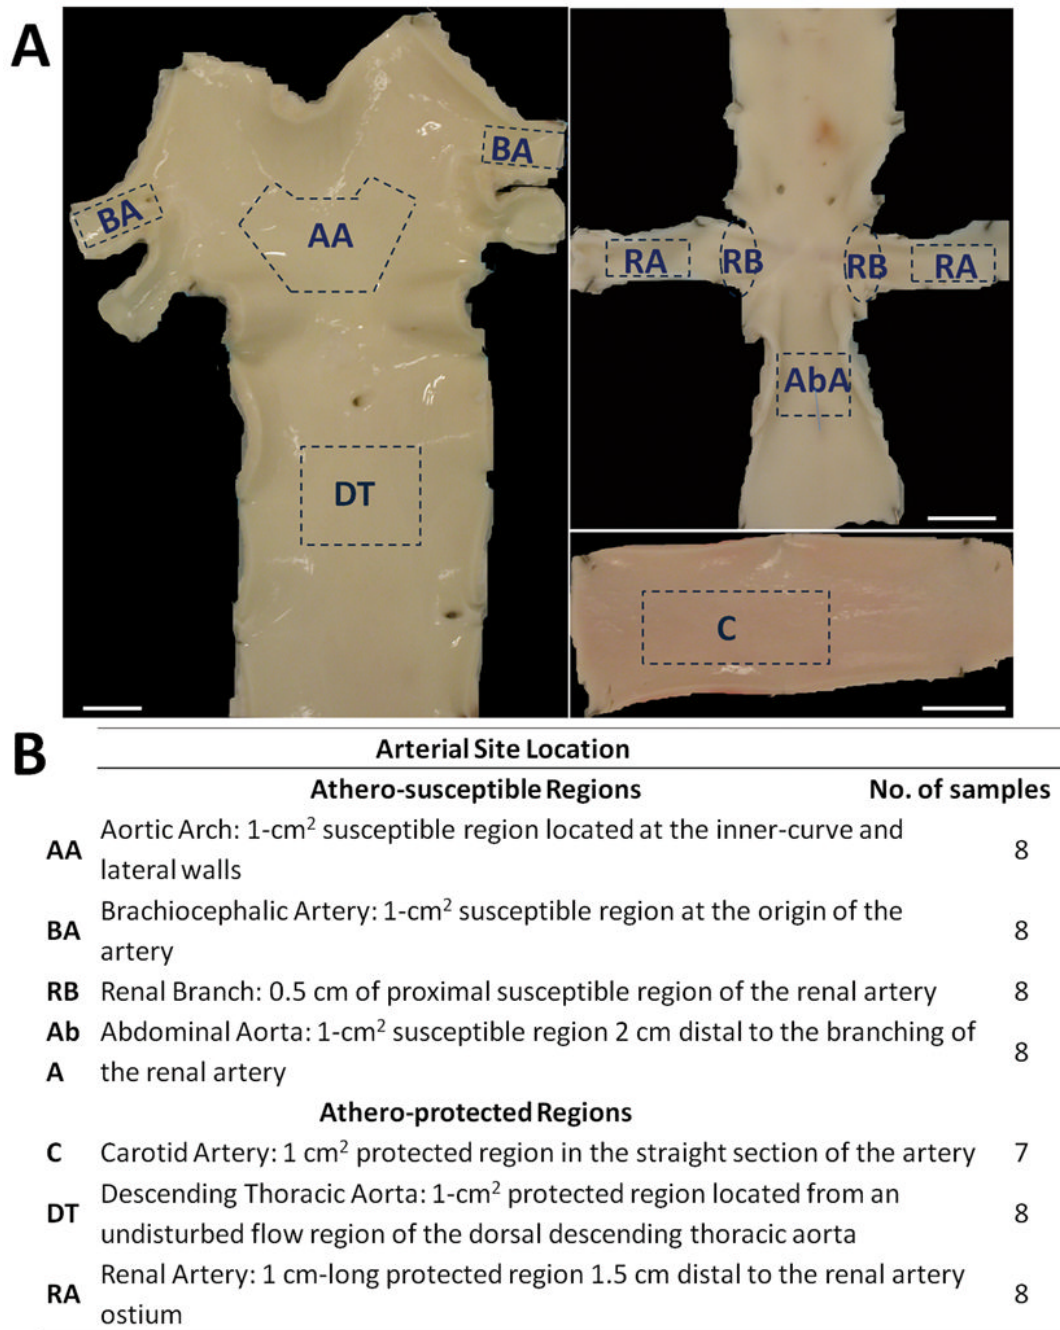 A
BA
BA
AA
DT
RA
RB
RB
RA
AbA
C
B
Arterial Site Location
Athero-susceptible Regions No. of samples
AA Aortic Arch: 1-cm² susceptible region located at the inner-curve and
lateral walls 8
BA Brachiocephalic Artery: 1-cm² susceptible region at the origin of the
artery 8
RB Renal Branch: 0.5 cm of proximal susceptible region of the renal artery 8
Ab Abdominal Aorta: 1-cm² susceptible region 2 cm distal to the branching of
A the renal artery 8
Athero-protected Regions
C Carotid Artery: 1 cm² protected region in the straight section of the artery 7
DT Descending Thoracic Aorta: 1-cm² protected region located from an
undisturbed flow region of the dorsal descending thoracic aorta 8
RA Renal Artery: 1 cm-long protected region 1.5 cm distal to the renal artery
ostium 8